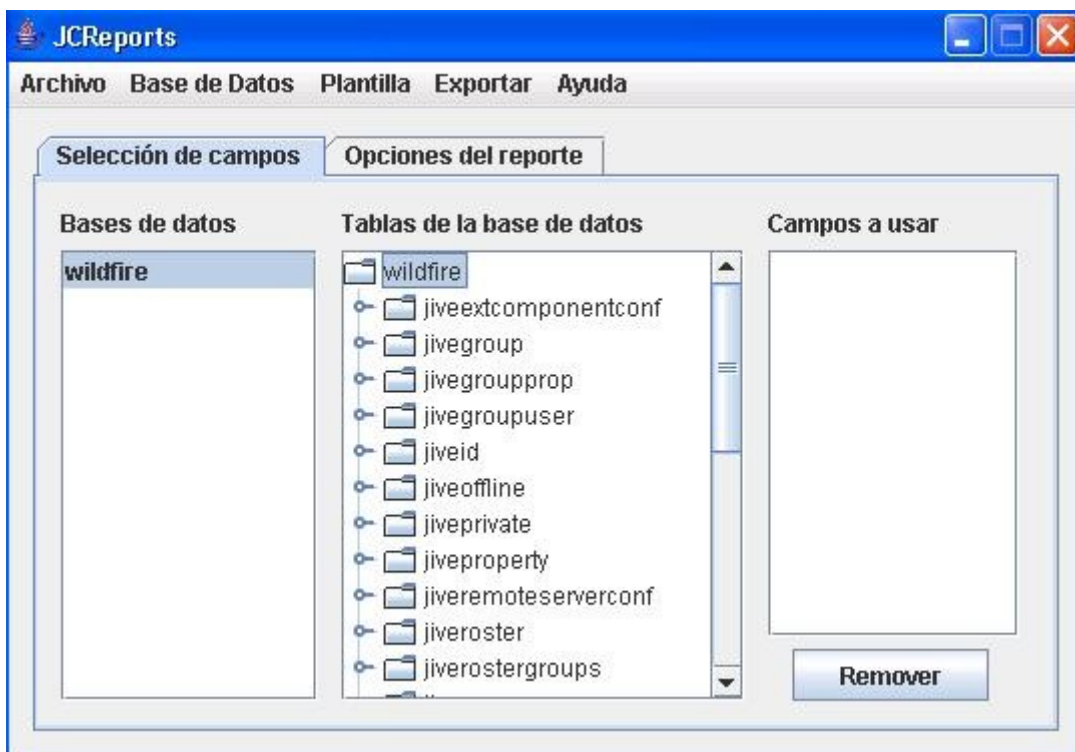 JCReports
Archivo Base de Datos Plantilla Exportar Ayuda
Selección de campos Opciones del reporte
Bases de datos Tablas de la base de datos Campos a usar
wildfire wildfire
jiveextcomponentconf
jivegroup
jivegroupprop
jivegroupuser
jiveid
jiveoffline
jiveprivate
jiveproperty
jiveremoteserverconf
jiveroster
jiverostergroups
Remover